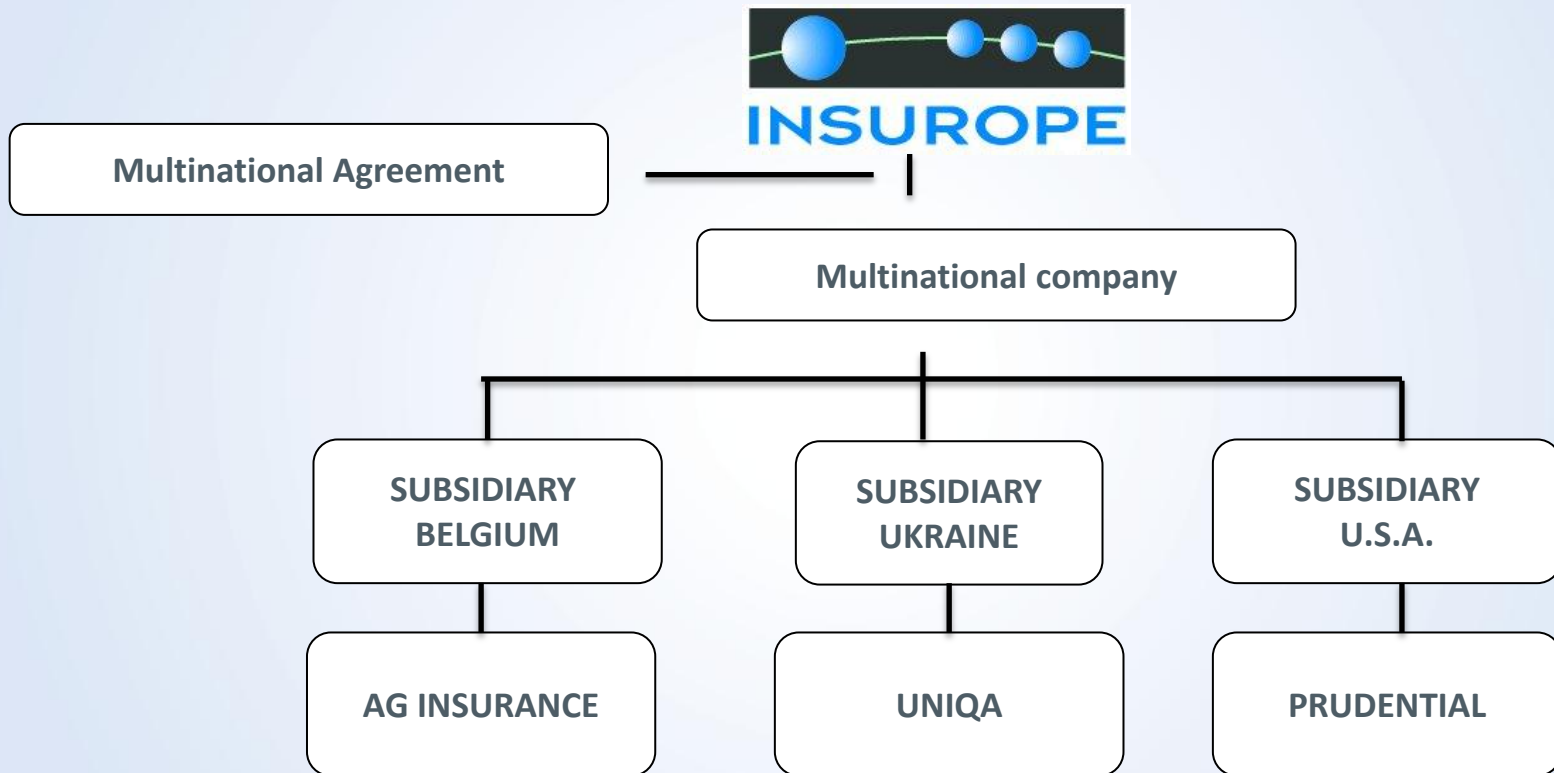 INSUROPE
Multinational Agreement
Multinational company
SUBSIDIARY
BELGIUM
SUBSIDIARY
UKRAINE
SUBSIDIARY
U.S.A.
AG INSURANCE
UNIQA
PRUDENTIAL